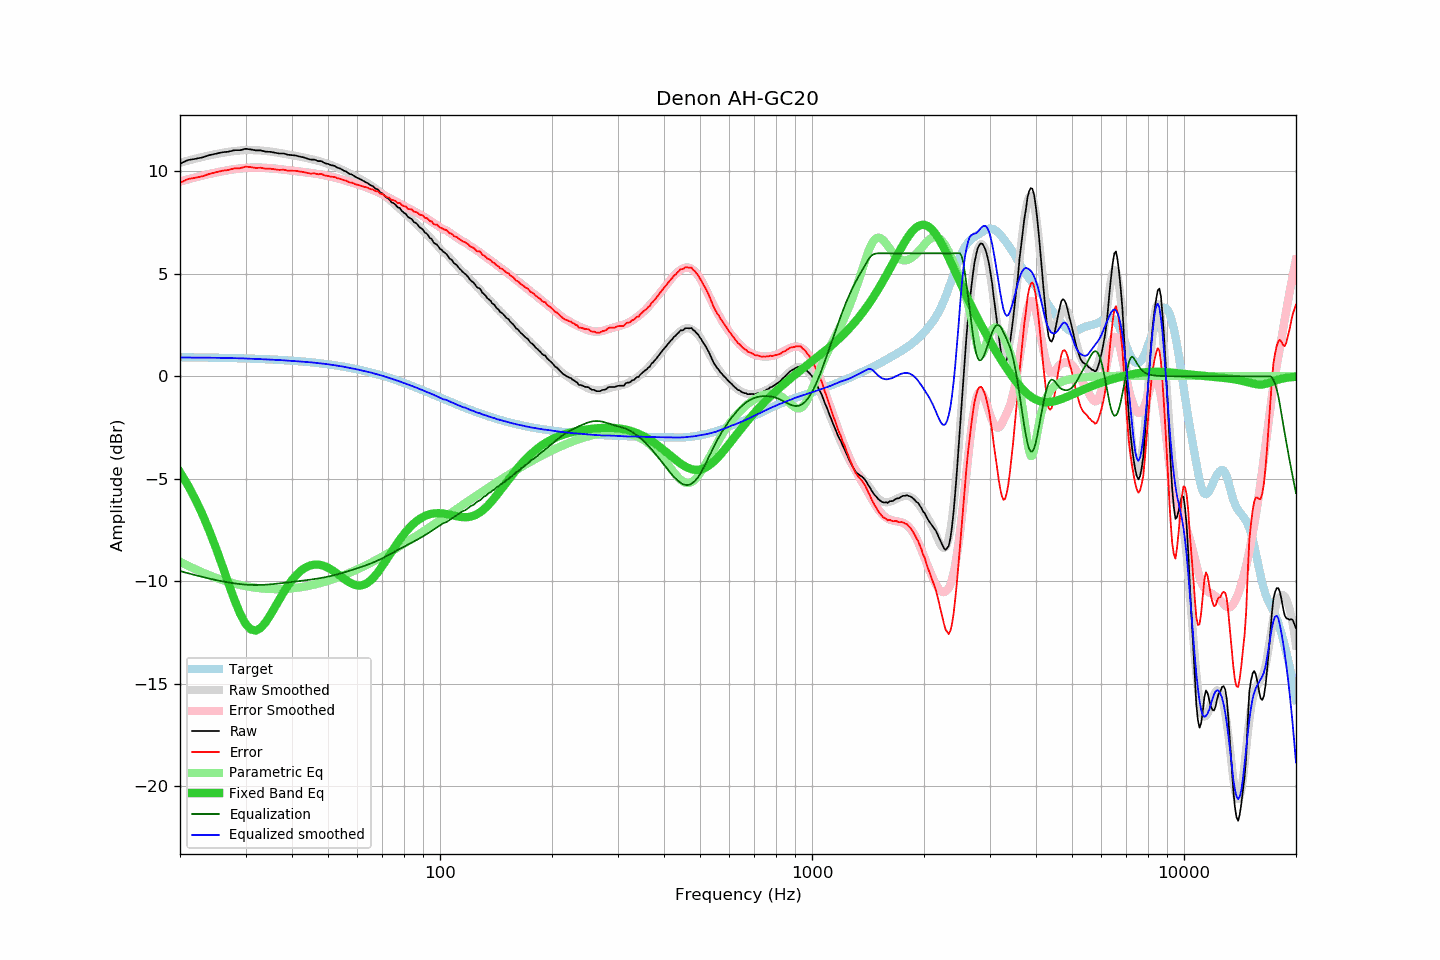 Denon AH-GC20
10
5
0
−5
−10
−15
−20
Amplitude (dBr)
Target
Raw Smoothed
Error Smoothed
Raw
Error
Parametric Eq
Fixed Band Eq
Equalization
Equalized smoothed
100
1000
10000
Frequency (Hz)